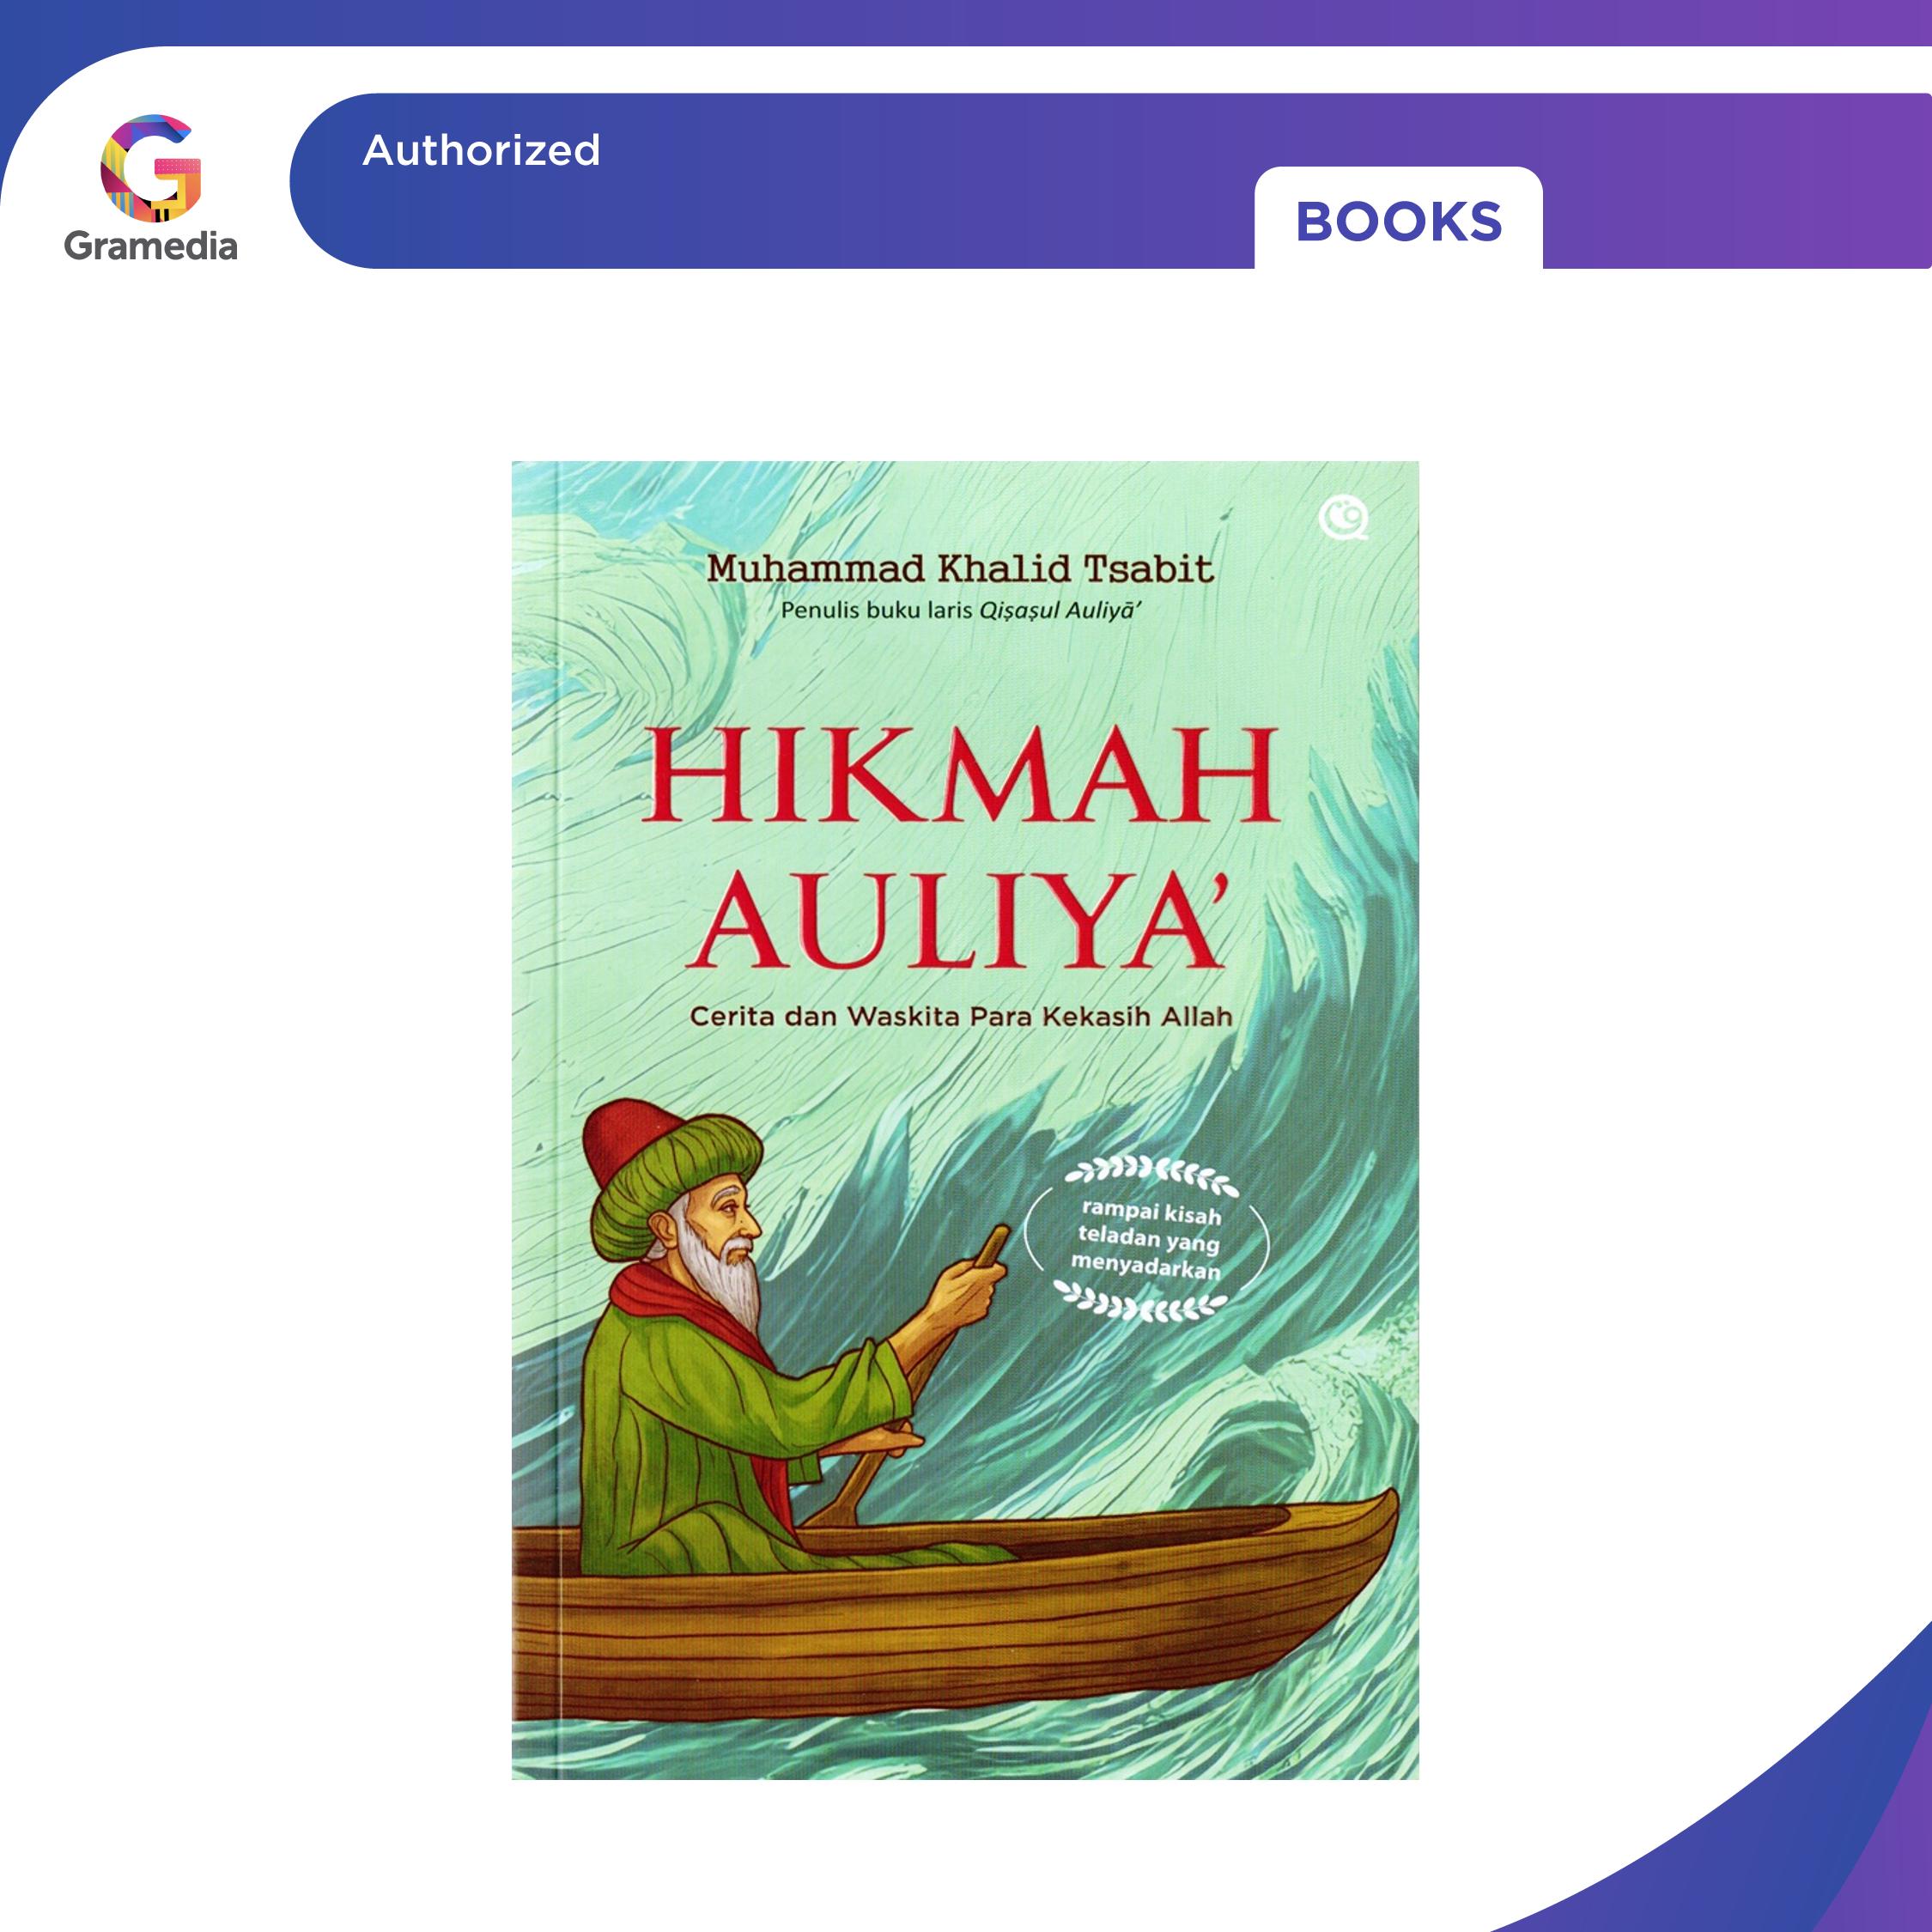 Gramedia
Authorized
BOOKS
Muhammad Khalid Tsabit
Penulis buku laris Qiṣaṣul Auliyā’
HIKMAH
AULIYA’
Cerita dan Waskita Para Kekasih Allah
rampai kisah
teladan yang
menyadarkan